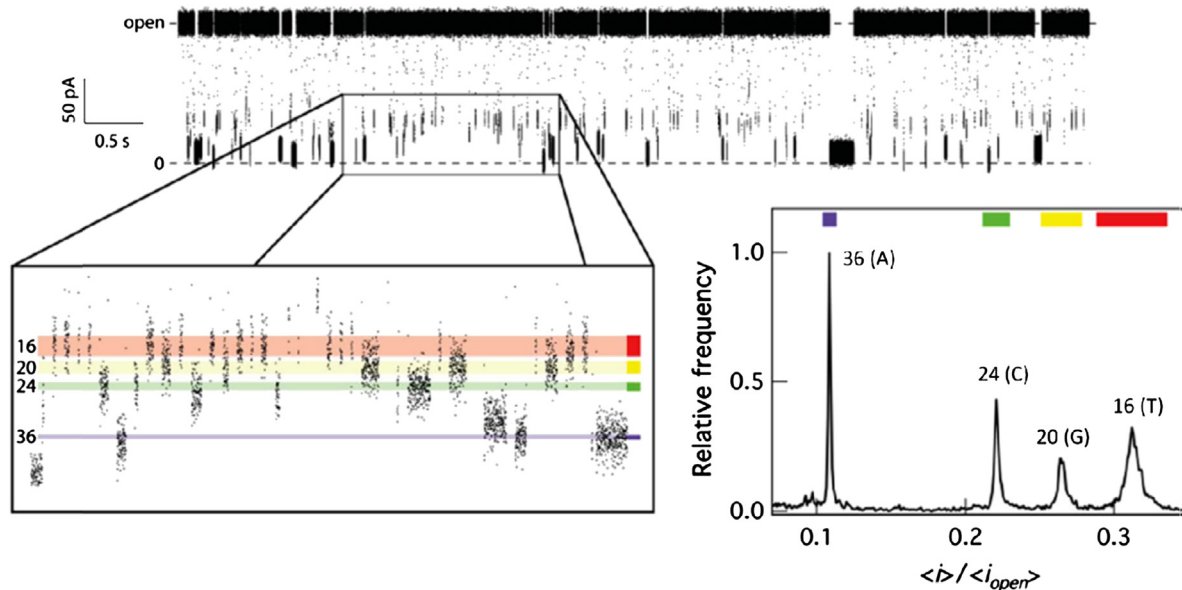 open
50 pA
0.5 s
0
16
20
24
36
Relative frequency
1.0
0.5
0.0
36 (A)
24 (C)
20 (G)
16 (T)
0.1
0.2
0.3
<i>/<i_open>